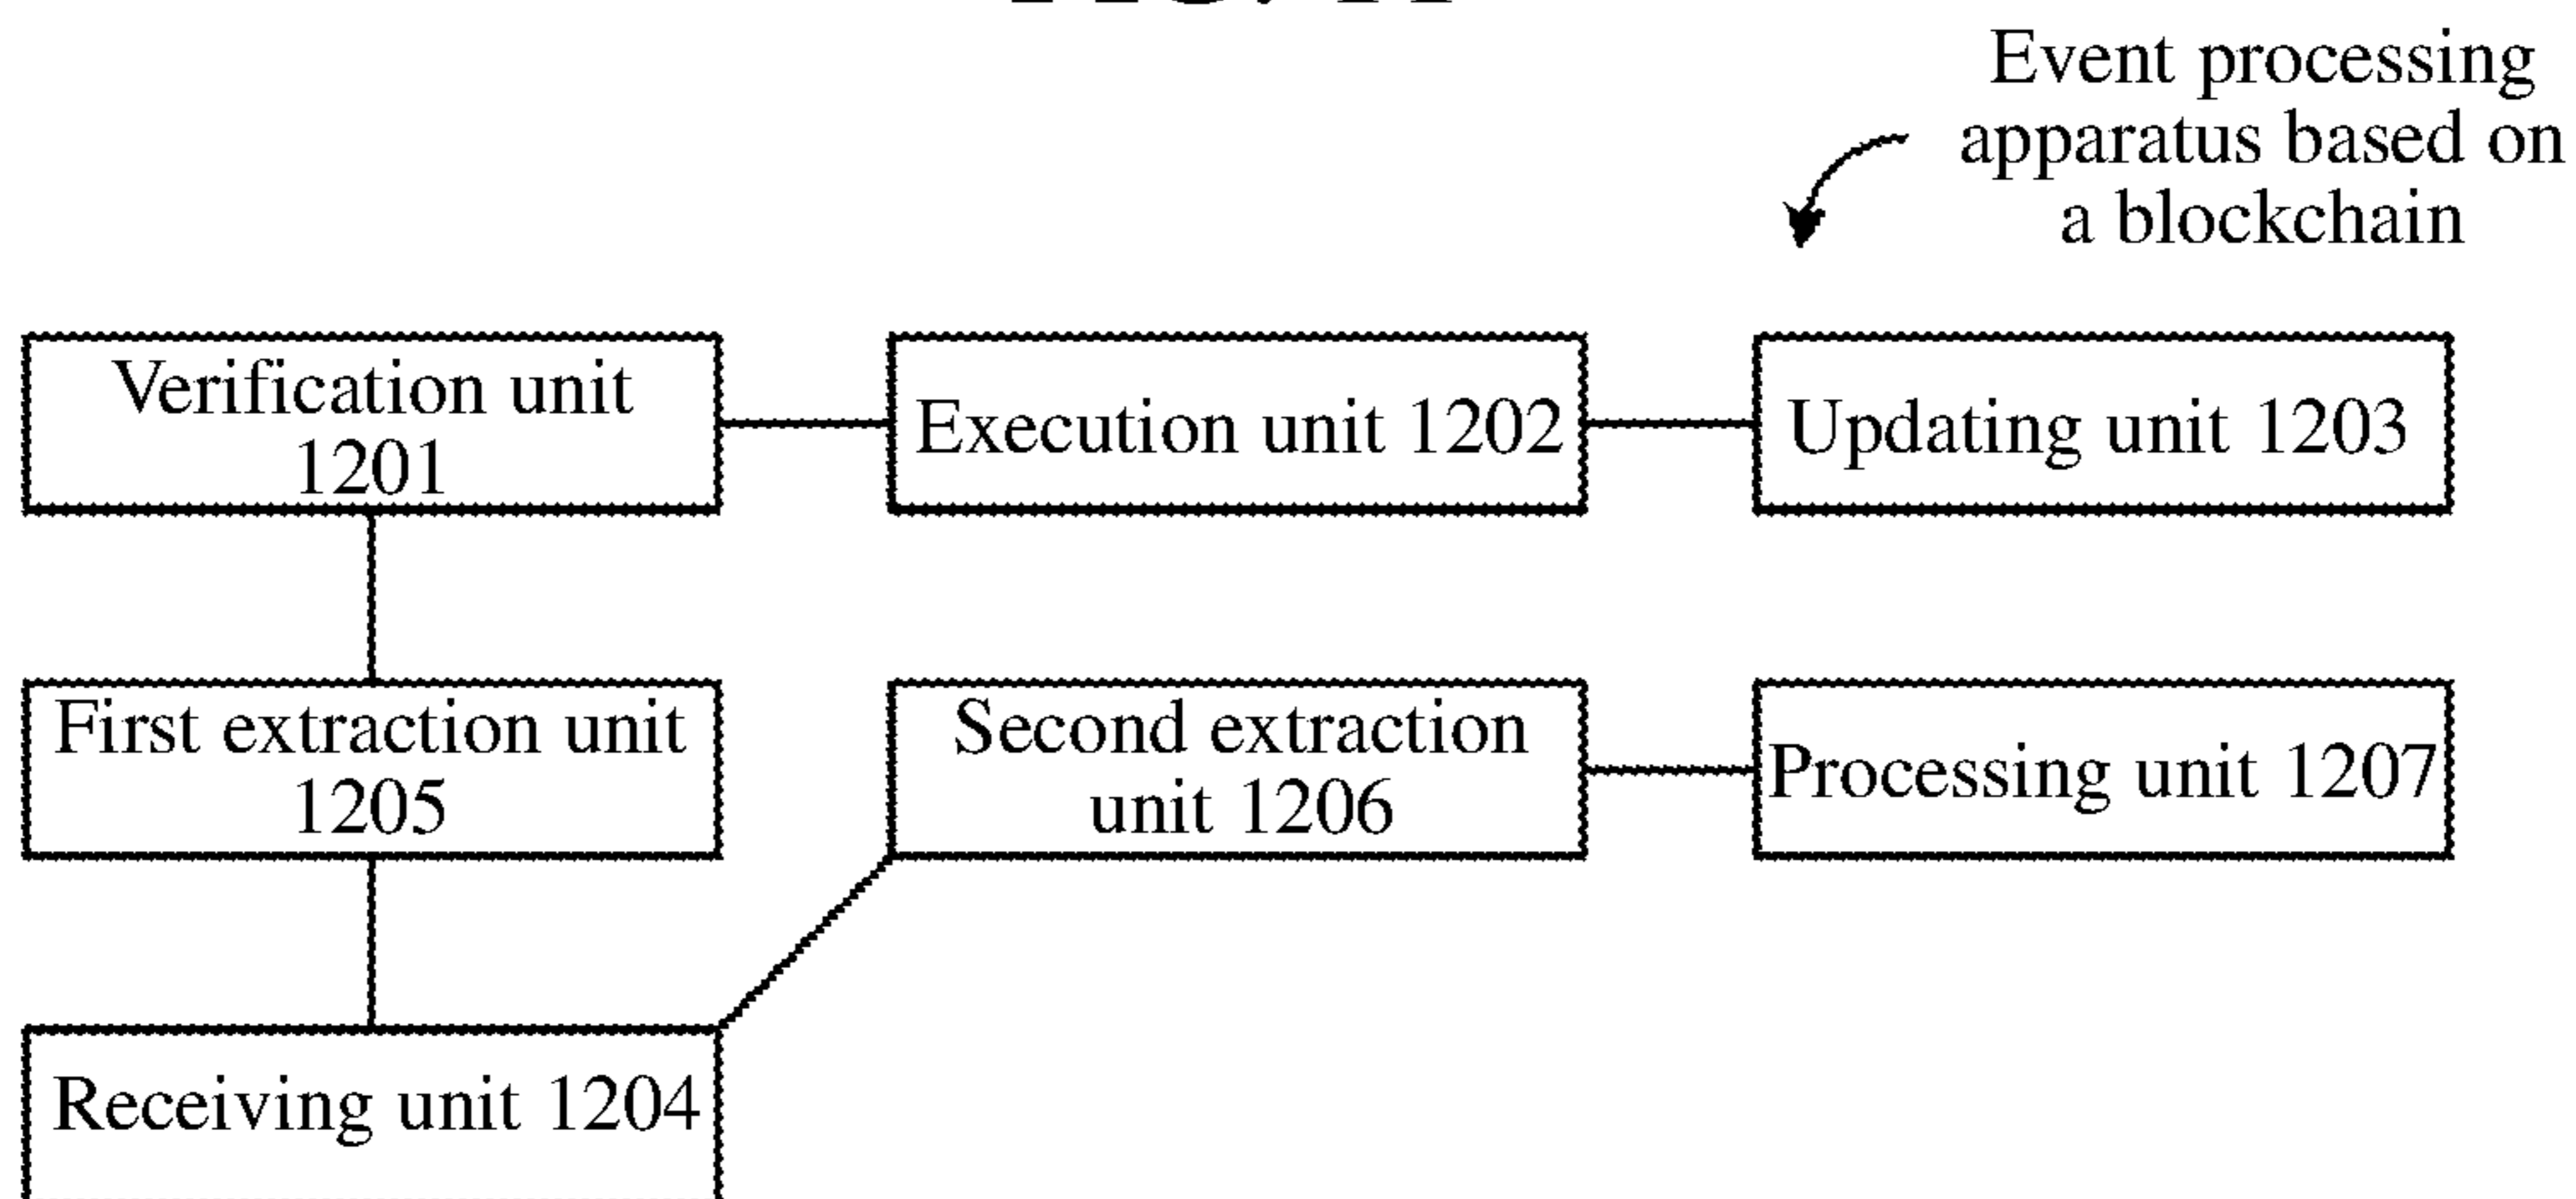 Event processing
apparatus based on
a blockchain
Verification unit
1201
Execution unit 1202
Updating unit 1203
First extraction unit
1205
Second extraction
unit 1206
Processing unit 1207
Receiving unit 1204